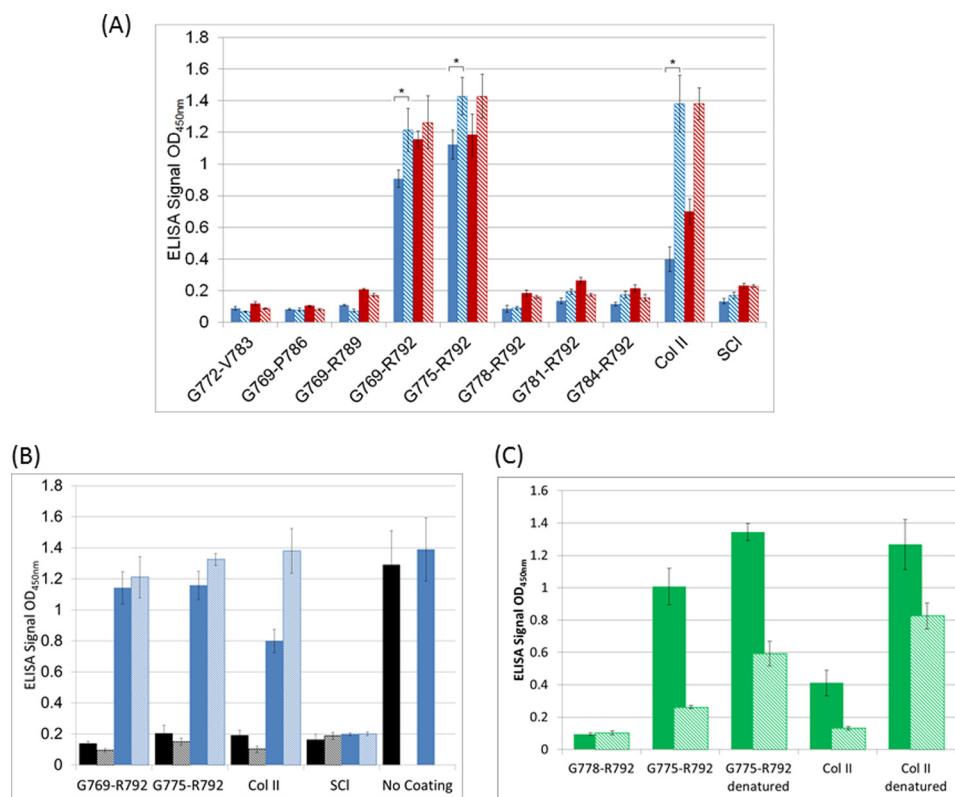 (A)
ELISA Signal OD450nm
1.8
1.6
1.4
1.2
1
0.8
0.6
0.4
0.2
0
*
*
*
G772-V783
G769-P786
G769-R789
G769-R792
G775-R792
G778-R792
G781-R792
G784-R792
Col II
SCl
(B)
ELISA Signal OD450nm
1.8
1.6
1.4
1.2
1
0.8
0.6
0.4
0.2
0
G769-R792 G775-R792 Col II SCl No Coating
(C)
ELISA Signal OD450nm
1.6
1.4
1.2
1
0.8
0.6
0.4
0.2
0
G778-R792 G775-R792 G775-R792 Col II Col II
denatured denatured